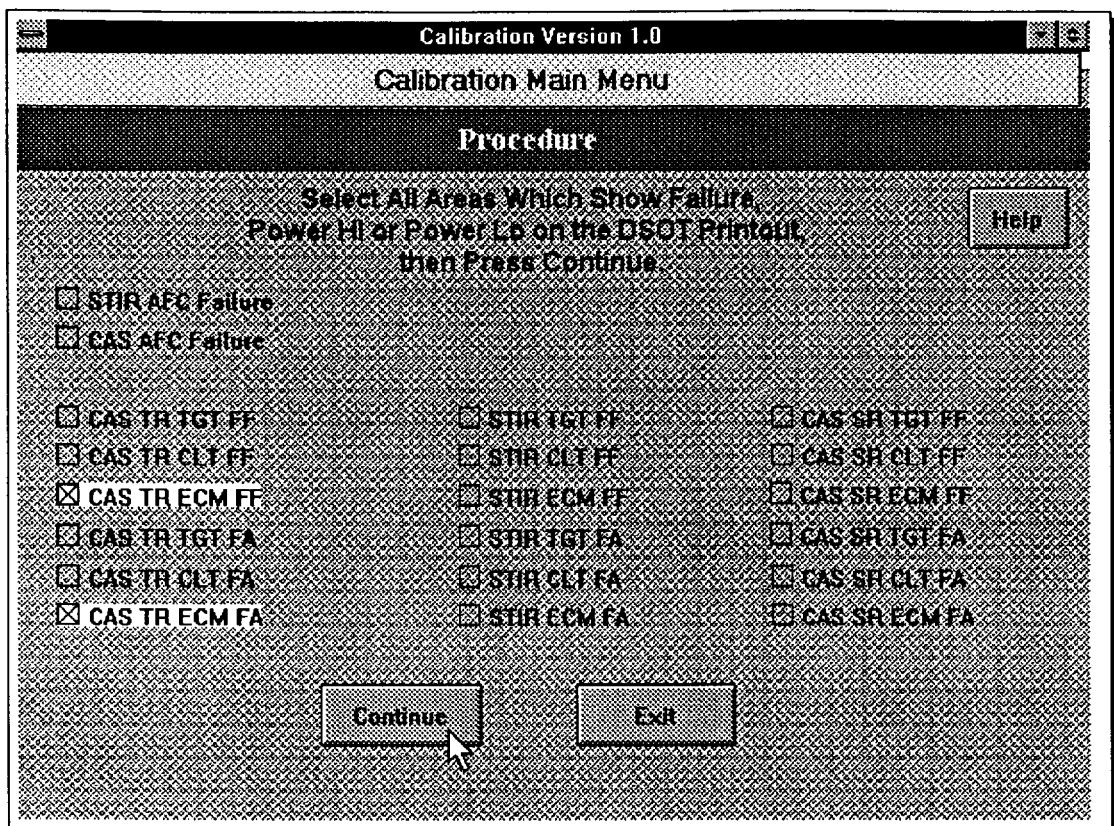 Calibration Version 1.0
Calibration Main Menu
Procedure
Select All Areas Which Show Failure,
Power Hi or Power Lo on the DSOT Printout,
then Press Continue.
Help
STIR AFC Failure
CAS AFC Failure
CAS TR TGT FF STIR TGT FF CAS SR TGT FF
CAS TR CLT FF STIR CLT FF CAS SR CLT FF
CAS TR ECM FF STIR ECM FF CAS SR ECM FF
CAS TR TGT FA STIR TGT FA CAS SR TGT FA
CAS TR CLT FA STIR CLT FA CAS SR CLT FA
CAS TR ECM FA STIR ECM FA CAS SR ECM FA
Continue Exit